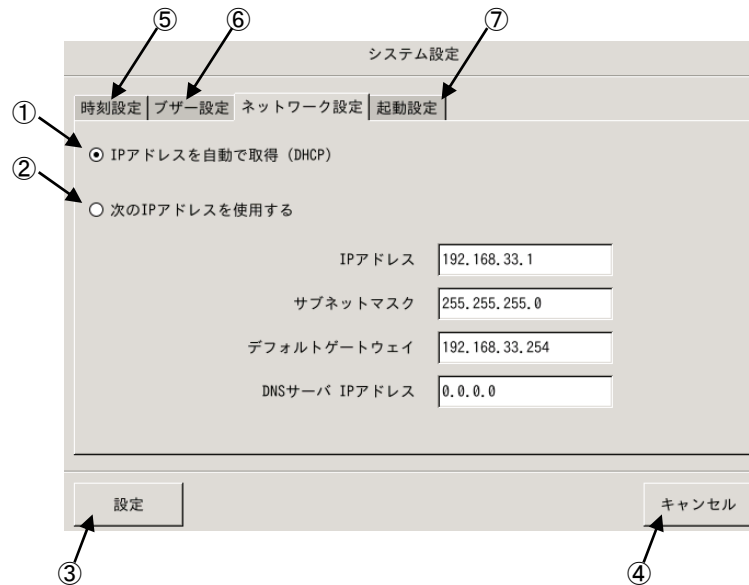 ⑤ ⑥ ⑦
システム設定
時刻設定 ブザー設定 ネットワーク設定 起動設定
①
IPアドレスを自動で取得（DHCP）
②
次のIPアドレスを使用する
IPアドレス 192.168.33.1
サブネットマスク 255.255.255.0
デフォルトゲートウェイ 192.168.33.254
DNSサーバ IPアドレス 0.0.0.0
設定 キャンセル
③ ④